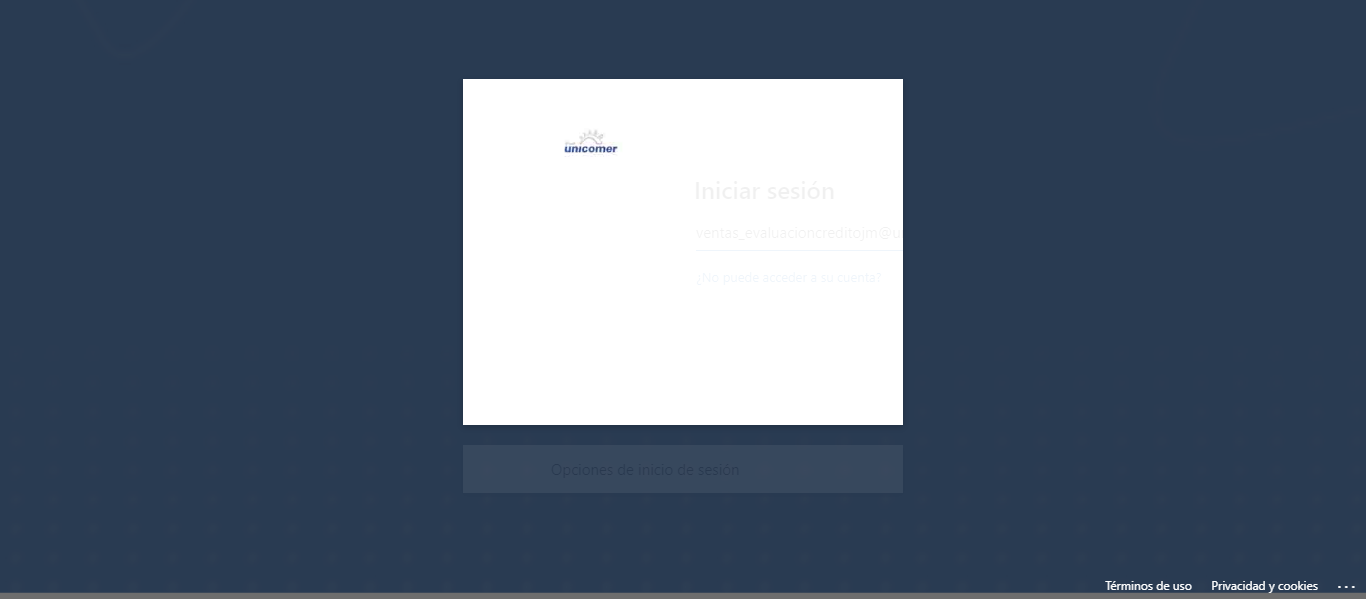 unicomer
Iniciar sesión
ventas_evaluacioncreditojm@u
¿No puede acceder a su cuenta?
Opciones de inicio de sesión
Términos de uso Privacidad y cookies ...